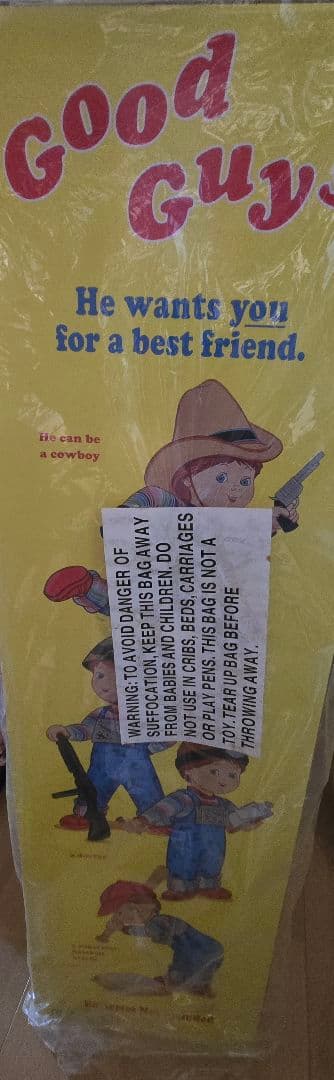 Good
Guy
He wants you
for a best friend.
He can be
a cowboy
WARNING: TO AVOID DANGER OF
SUFFOCATION, KEEP THIS BAG AWAY
FROM BABIES AND CHILDREN. DO
NOT USE IN CRIBS, BEDS, CARRIAGES
OR PLAY PENS. THIS BAG IS NOT A
TOY. TEAR UP BAG BEFORE
THROWING AWAY.